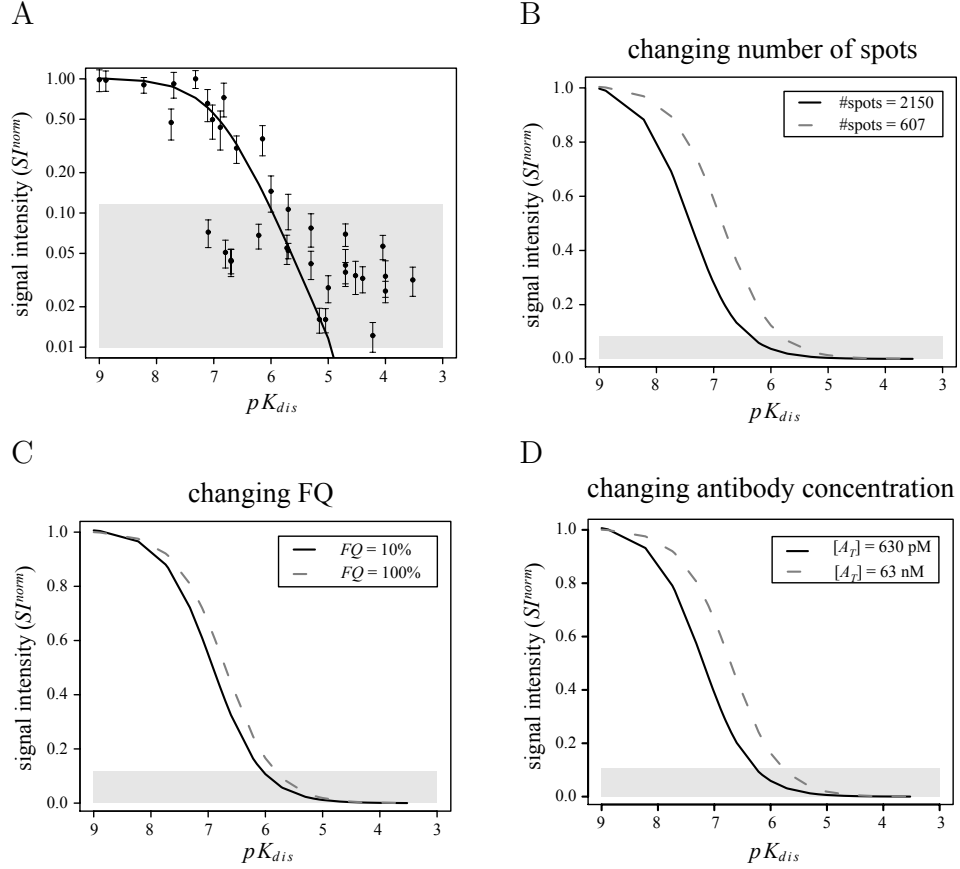 A
signal intensity (SI^norm)
1.00
0.50
0.20
0.10
0.05
0.02
0.01
9 8 7 6 5 4 3
pK_dis
B
changing number of spots
signal intensity (SI^norm)
1.0
0.8
0.6
0.4
0.2
0.0
#spots = 2150
#spots = 607
9 8 7 6 5 4 3
pK_dis
C
changing FQ
signal intensity (SI^norm)
1.0
0.8
0.6
0.4
0.2
0.0
FQ = 10%
FQ = 100%
9 8 7 6 5 4 3
pK_dis
D
changing antibody concentration
signal intensity (SI^norm)
1.0
0.8
0.6
0.4
0.2
0.0
[A_T] = 630 pM
[A_T] = 63 nM
9 8 7 6 5 4 3
pK_dis